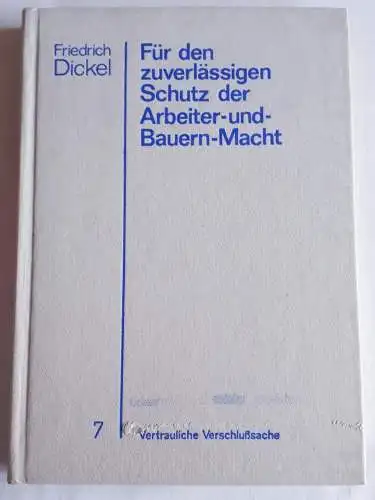 Friedrich
Dickel
Für den
zuverlässigen
Schutz der
Arbeiter-und-
Bauern-Macht
7
Vertrauliche Verschlußsache